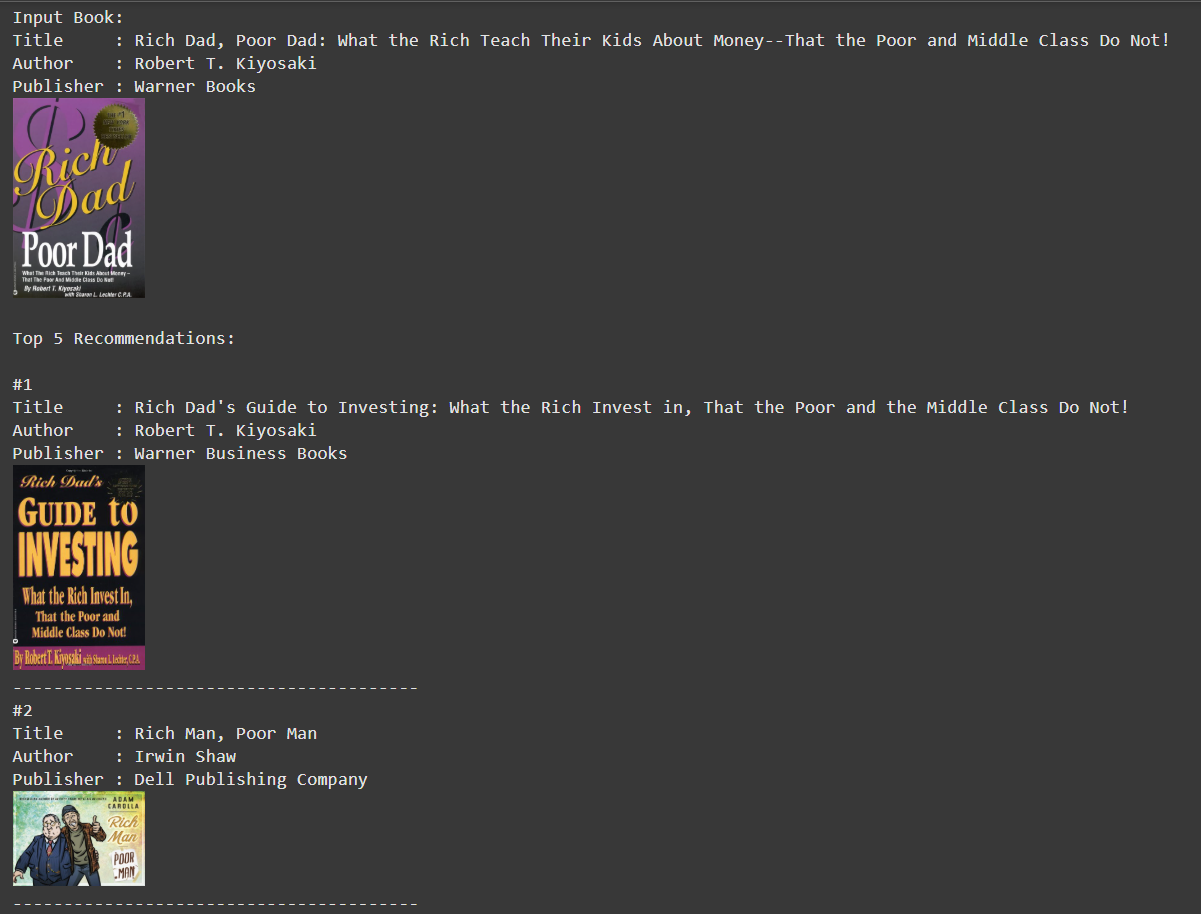 Input Book:
Title     : Rich Dad, Poor Dad: What the Rich Teach Their Kids About Money--That the Poor and Middle Class Do Not!
Author    : Robert T. Kiyosaki
Publisher : Warner Books
Rich
Dad
Poor Dad
What The Rich Teach Their Kids About Money –
That The Poor And Middle Class Do Not!
By Robert T. Kiyosaki
with Sharon L. Lechter C.P.A.
Top 5 Recommendations:
#1
Title     : Rich Dad's Guide to Investing: What the Rich Invest in, That the Poor and the Middle Class Do Not!
Author    : Robert T. Kiyosaki
Publisher : Warner Business Books
Rich Dad's
GUIDE TO
INVESTING
What the Rich Invest In,
That the Poor and
Middle Class Do Not!
By Robert T. Kiyosaki with Sharon L. Lechter, C.P.A.
----------------------------------------
#2
Title     : Rich Man, Poor Man
Author    : Irwin Shaw
Publisher : Dell Publishing Company
ADAM
CAROLLA
Rich
Man
POOR
MAN
----------------------------------------